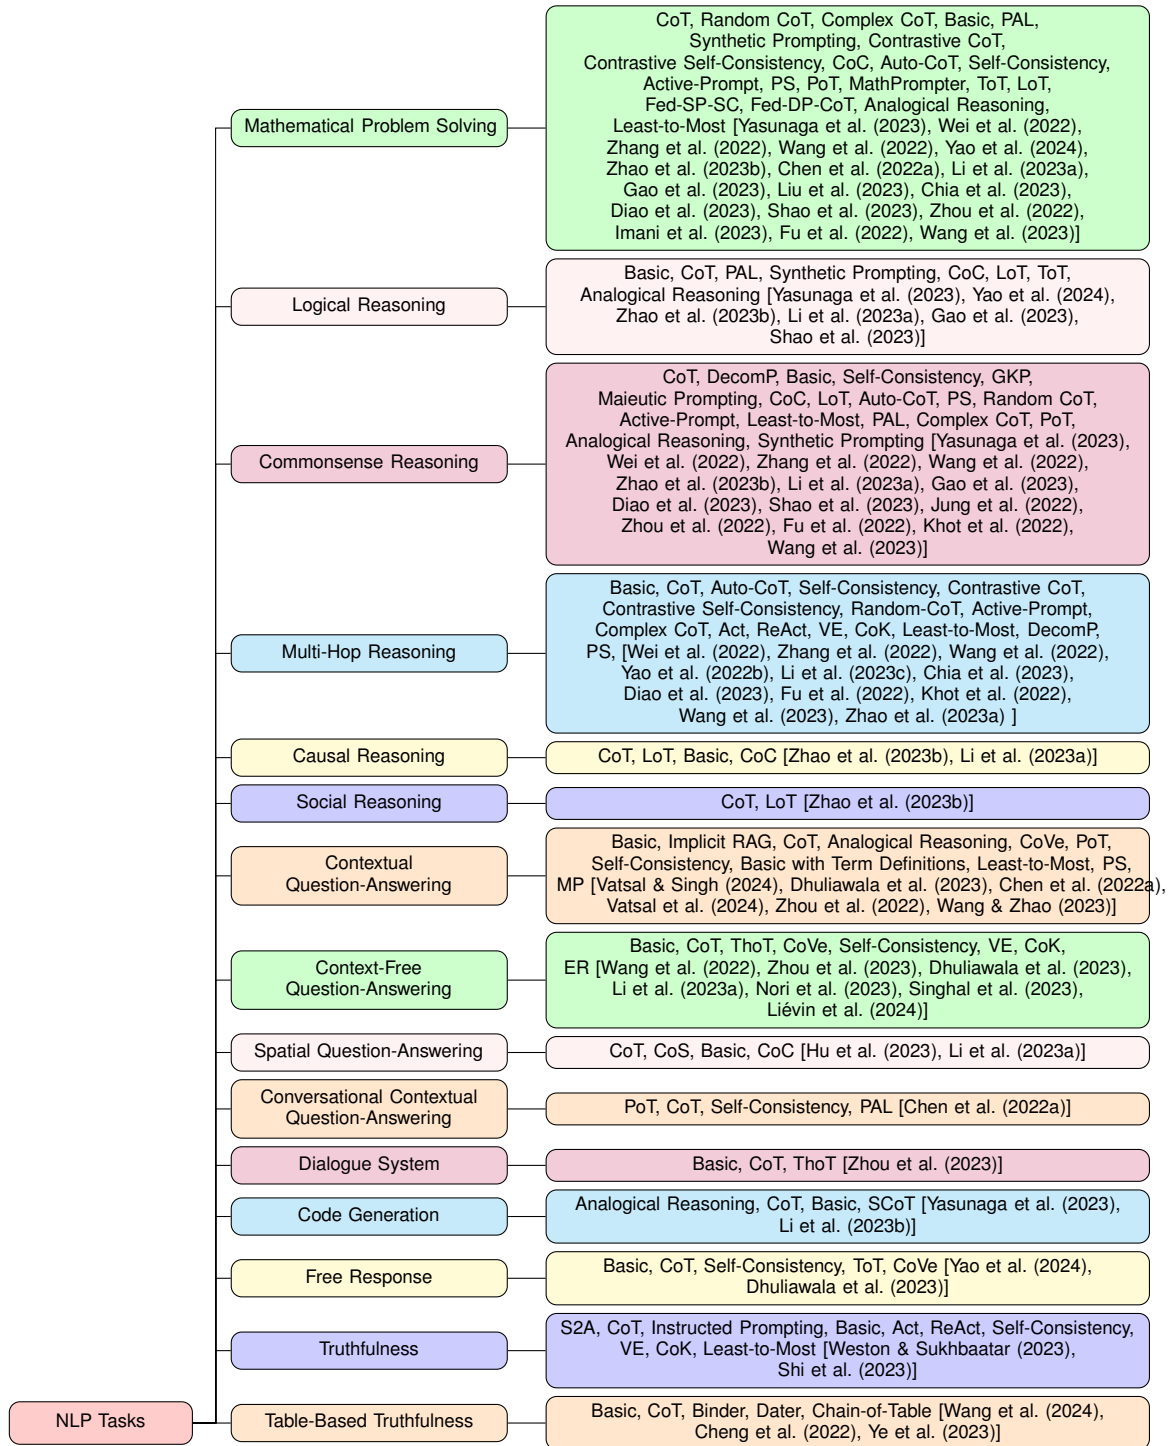 Mathematical Problem Solving
CoT, Random CoT, Complex CoT, Basic, PAL,
Synthetic Prompting, Contrastive CoT,
Contrastive Self-Consistency, CoC, Auto-CoT, Self-Consistency,
Active-Prompt, PS, PoT, MathPrompter, ToT, LoT,
Fed-SP-SC, Fed-DP-CoT, Analogical Reasoning,
Least-to-Most [Yasunaga et al. (2023), Wei et al. (2022),
Zhang et al. (2022), Wang et al. (2022), Yao et al. (2024),
Zhao et al. (2023b), Chen et al. (2022a), Li et al. (2023a),
Gao et al. (2023), Liu et al. (2023), Chia et al. (2023),
Diao et al. (2023), Shao et al. (2023), Zhou et al. (2022),
Imani et al. (2023), Fu et al. (2022), Wang et al. (2023)]
Logical Reasoning
Basic, CoT, PAL, Synthetic Prompting, CoC, LoT, ToT,
Analogical Reasoning [Yasunaga et al. (2023), Yao et al. (2024),
Zhao et al. (2023b), Li et al. (2023a), Gao et al. (2023),
Shao et al. (2023)]
Commonsense Reasoning
CoT, DecomP, Basic, Self-Consistency, GKP,
Maieutic Prompting, CoC, LoT, Auto-CoT, PS, Random CoT,
Active-Prompt, Least-to-Most, PAL, Complex CoT, PoT,
Analogical Reasoning, Synthetic Prompting [Yasunaga et al. (2023),
Wei et al. (2022), Zhang et al. (2022), Wang et al. (2022),
Zhao et al. (2023b), Li et al. (2023a), Gao et al. (2023),
Diao et al. (2023), Shao et al. (2023), Jung et al. (2022),
Zhou et al. (2022), Fu et al. (2022), Khot et al. (2022),
Wang et al. (2023)]
Multi-Hop Reasoning
Basic, CoT, Auto-CoT, Self-Consistency, Contrastive CoT,
Contrastive Self-Consistency, Random-CoT, Active-Prompt,
Complex CoT, Act, ReAct, VE, CoK, Least-to-Most, DecomP,
PS, [Wei et al. (2022), Zhang et al. (2022), Wang et al. (2022),
Yao et al. (2022b), Li et al. (2023c), Chia et al. (2023),
Diao et al. (2023), Fu et al. (2022), Khot et al. (2022),
Wang et al. (2023), Zhao et al. (2023a) ]
Causal Reasoning
CoT, LoT, Basic, CoC [Zhao et al. (2023b), Li et al. (2023a)]
Social Reasoning
CoT, LoT [Zhao et al. (2023b)]
Contextual
Question-Answering
Basic, Implicit RAG, CoT, Analogical Reasoning, CoVe, PoT,
Self-Consistency, Basic with Term Definitions, Least-to-Most, PS,
MP [Vatsal & Singh (2024), Dhuliawala et al. (2023), Chen et al. (2022a),
Vatsal et al. (2024), Zhou et al. (2022), Wang & Zhao (2023)]
Context-Free
Question-Answering
Basic, CoT, ThoT, CoVe, Self-Consistency, VE, CoK,
ER [Wang et al. (2022), Zhou et al. (2023), Dhuliawala et al. (2023),
Li et al. (2023a), Nori et al. (2023), Singhal et al. (2023),
Liévin et al. (2024)]
Spatial Question-Answering
CoT, CoS, Basic, CoC [Hu et al. (2023), Li et al. (2023a)]
Conversational Contextual
Question-Answering
PoT, CoT, Self-Consistency, PAL [Chen et al. (2022a)]
Dialogue System
Basic, CoT, ThoT [Zhou et al. (2023)]
Code Generation
Analogical Reasoning, CoT, Basic, SCoT [Yasunaga et al. (2023),
Li et al. (2023b)]
Free Response
Basic, CoT, Self-Consistency, ToT, CoVe [Yao et al. (2024),
Dhuliawala et al. (2023)]
Truthfulness
S2A, CoT, Instructed Prompting, Basic, Act, ReAct, Self-Consistency,
VE, CoK, Least-to-Most [Weston & Sukhbaatar (2023),
Shi et al. (2023)]
NLP Tasks
Table-Based Truthfulness
Basic, CoT, Binder, Dater, Chain-of-Table [Wang et al. (2024),
Cheng et al. (2022), Ye et al. (2023)]